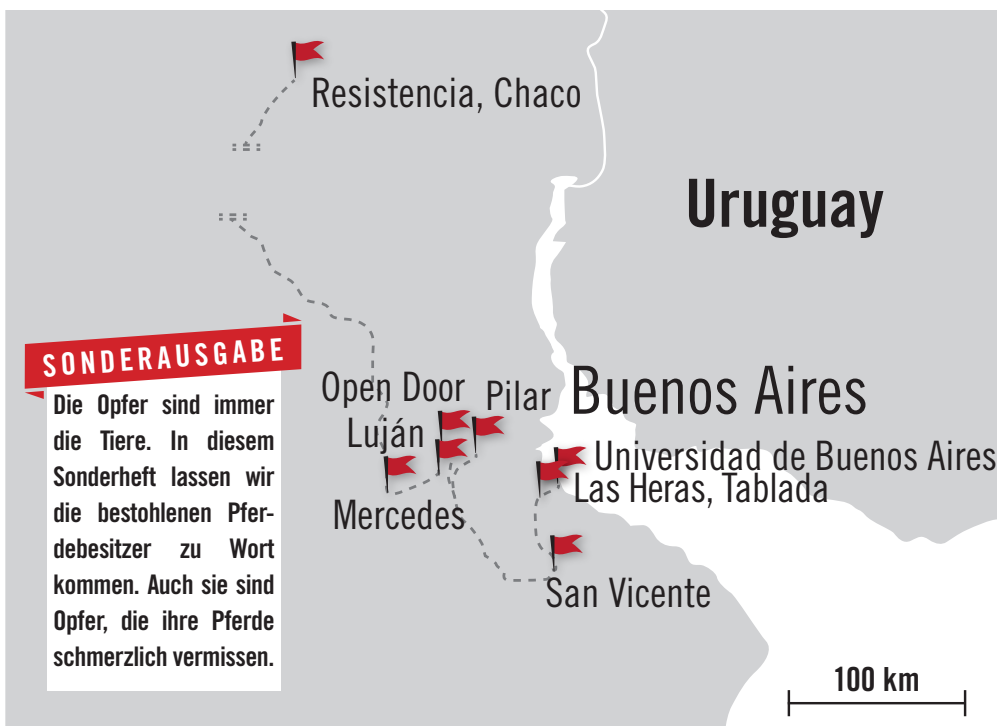 Resistencia, Chaco
Uruguay
SONDERAUSGABE
Die Opfer sind immer
die Tiere. In diesem
Sonderheft lassen wir
die bestohlenen Pfer-
debesitzer zu Wort
kommen. Auch sie sind
Opfer, die ihre Pferde
schmerzlich vermissen.
Open Door
Pilar
Buenos Aires
Luján
Universidad de Buenos Aires
Las Heras, Tablada
Mercedes
San Vicente
100 km